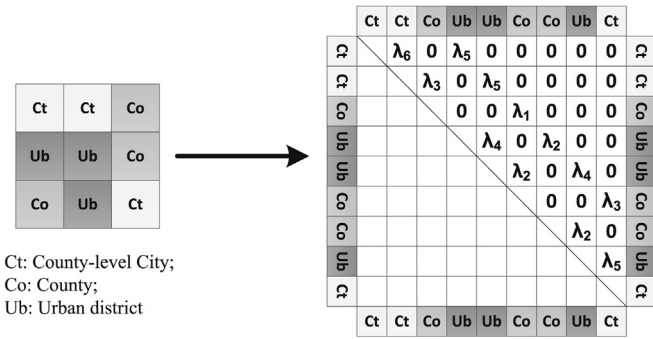 Ct Ct Co Ub Ub Co Co Ub Ct
Ct λ6 0 λ5 0 0 0 0 0 Ct
Ct λ3 0 λ5 0 0 0 0 Ct
Co 0 0 λ1 0 0 0 Co
Ub λ4 0 λ2 0 0 Ub
Ub λ2 0 λ4 0 Ub
Co 0 0 λ3 Co
Co λ2 0 Co
Ub λ5 Ub
Ct Ct
Ct Ct Co Ub Ub Co Co Ub Ct
Ct Ct Co
Ub Ub Co
Co Ub Ct
Ct: County-level City;
Co: County;
Ub: Urban district